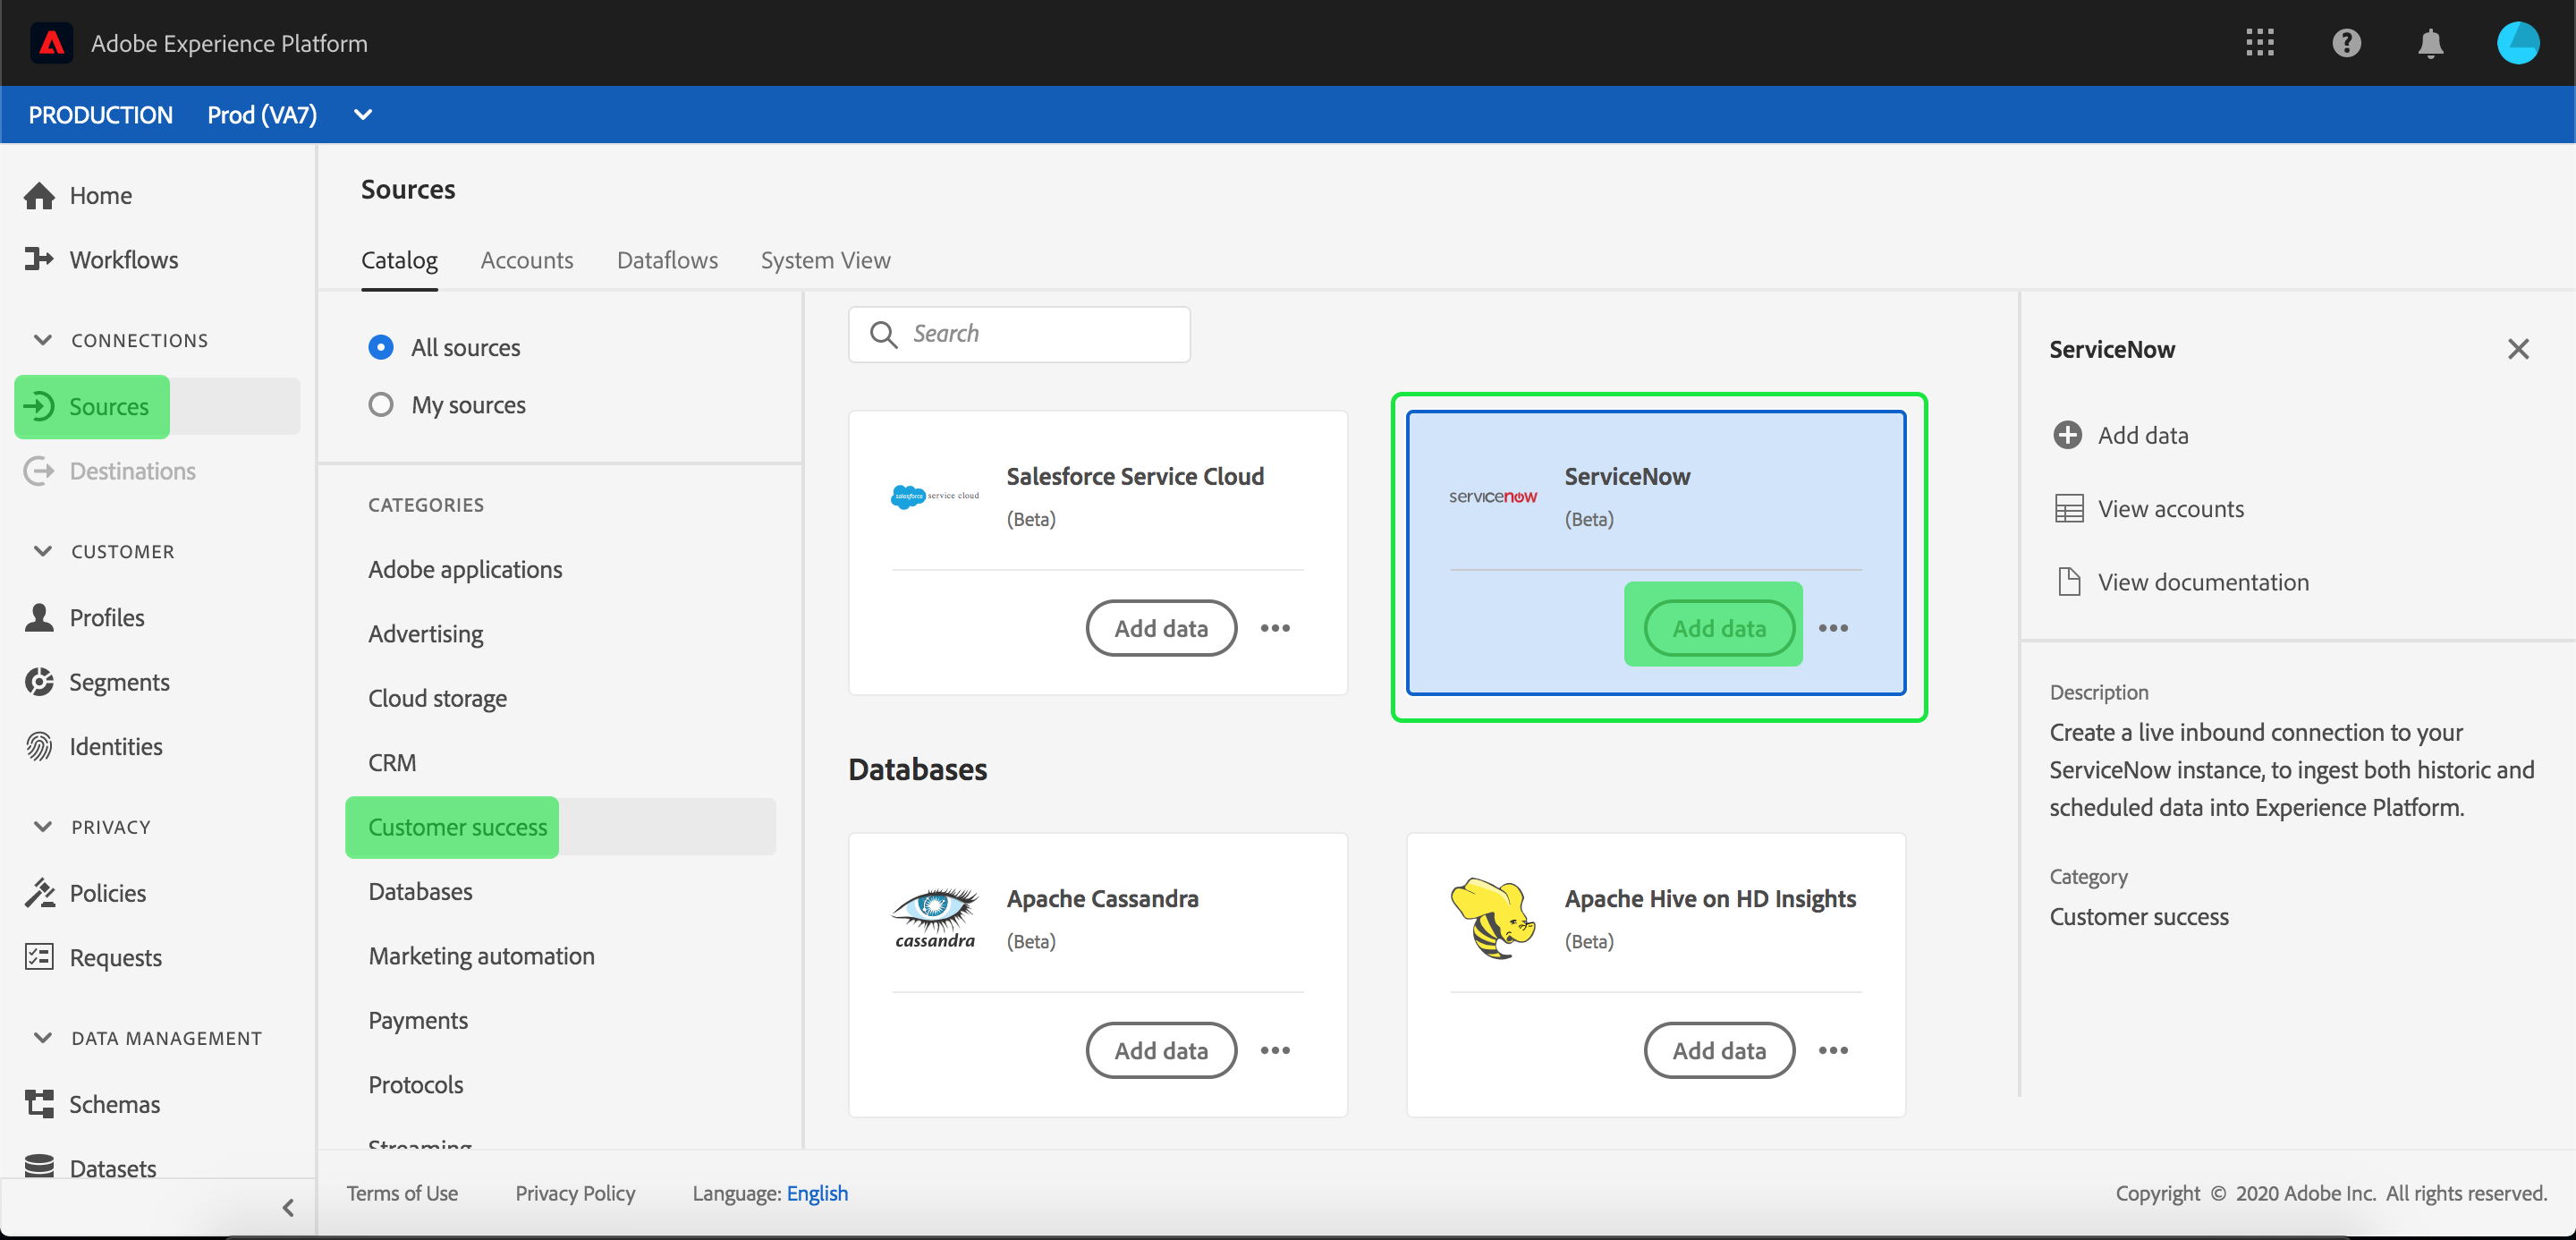 Adobe Experience Platform
PRODUCTION Prod (VA7)
Home
Workflows
CONNECTIONS
Sources
Destinations
CUSTOMER
Profiles
Segments
Identities
PRIVACY
Policies
Requests
DATA MANAGEMENT
Schemas
Datasets
Sources
Catalog Accounts Dataflows System View
All sources
My sources
CATEGORIES
Adobe applications
Advertising
Cloud storage
CRM
Customer success
Databases
Marketing automation
Payments
Protocols
Streaming
Search
salesforce service cloud
Salesforce Service Cloud
(Beta)
Add data
servicenow
ServiceNow
(Beta)
Add data
Databases
cassandra
Apache Cassandra
(Beta)
Add data
Apache Hive on HD Insights
(Beta)
Add data
ServiceNow
Add data
View accounts
View documentation
Description
Create a live inbound connection to your
ServiceNow instance, to ingest both historic and
scheduled data into Experience Platform.
Category
Customer success
Terms of Use Privacy Policy Language: English
Copyright © 2020 Adobe Inc. All rights reserved.